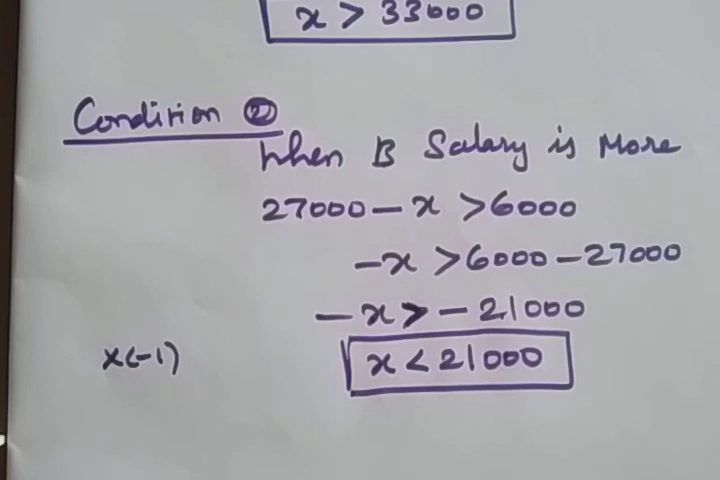 x > 33000
Condition ②
When B Salary is More
27000 - x > 6000
-x > 6000 - 27000
-x > - 21000
x(-1) x < 21000